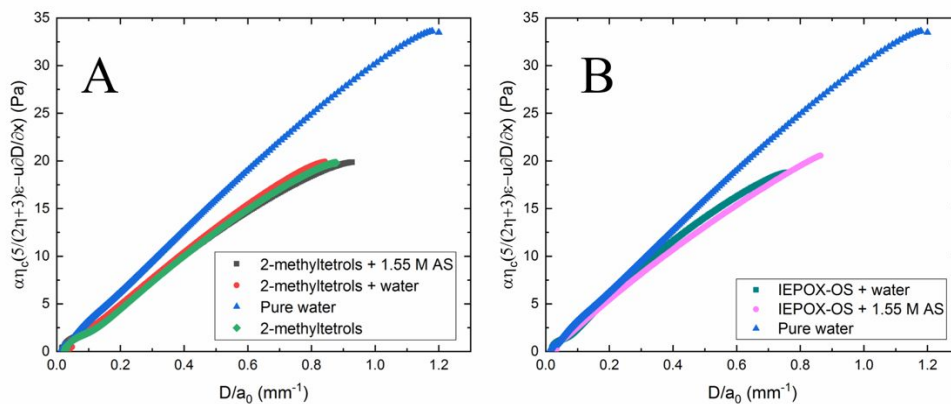 A
αη_c(5/(2η+3)ε−u∂D/∂x) (Pa)
35
30
25
20
15
10
5
0
2-methyltetrols + 1.55 M AS
2-methyltetrols + water
Pure water
2-methyltetrols
0.0 0.2 0.4 0.6 0.8 1.0 1.2
D/a₀ (mm⁻¹)
B
αη_c(5/(2η+3)ε−u∂D/∂x) (Pa)
35
30
25
20
15
10
5
0
IEPOX-OS + water
IEPOX-OS + 1.55 M AS
Pure water
0.0 0.2 0.4 0.6 0.8 1.0 1.2
D/a₀ (mm⁻¹)